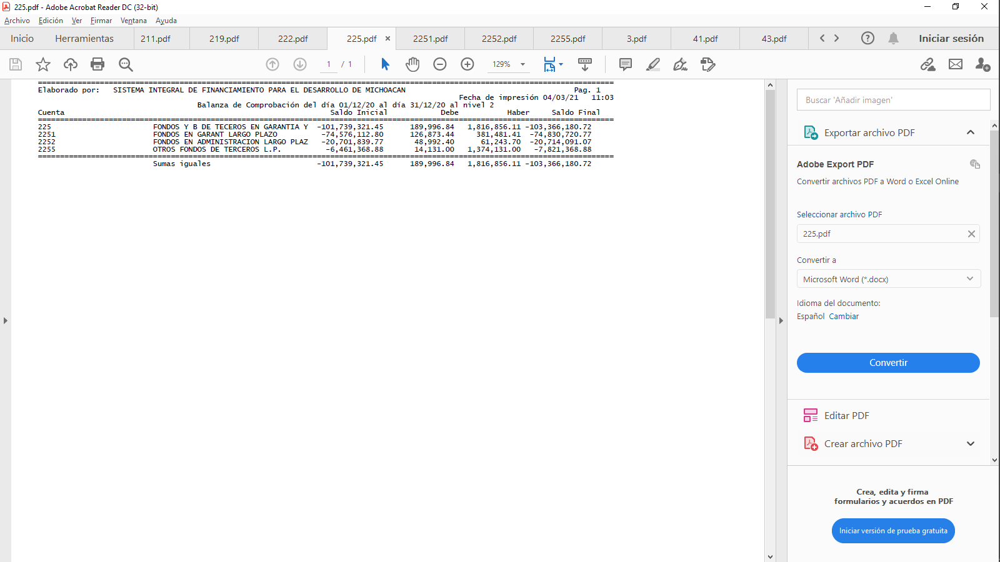 225.pdf - Adobe Acrobat Reader DC (32-bit)
Archivo Edición Ver Firmar Ventana Ayuda
Inicio Herramientas 211.pdf 219.pdf 222.pdf 225.pdf 2251.pdf 2252.pdf 2255.pdf 3.pdf 41.pdf 43.pdf Iniciar sesión
1 / 1 129%
Elaborado por: SISTEMA INTEGRAL DE FINANCIAMIENTO PARA EL DESARROLLO DE MICHOACAN Pag. 1
Fecha de impresión 04/03/21 11:03
Balanza de Comprobación del día 01/12/20 al día 31/12/20 al nivel 2
Cuenta Saldo Inicial Debe Haber Saldo Final
225 FONDOS Y B DE TECEROS EN GARANTIA Y -101,739,321.45 189,996.84 1,816,856.11 -103,366,180.72
2251 FONDOS EN GARANT LARGO PLAZO -74,576,112.80 126,873.44 381,481.41 -74,830,720.77
2252 FONDOS EN ADMINISTRACION LARGO PLAZ -20,701,839.77 48,992.40 61,243.70 -20,714,091.07
2255 OTROS FONDOS DE TERCEROS L.P. -6,461,368.88 14,131.00 1,374,131.00 -7,821,368.88
Sumas iguales -101,739,321.45 189,996.84 1,816,856.11 -103,366,180.72
Buscar 'Añadir imagen'
Exportar archivo PDF
Adobe Export PDF
Convertir archivos PDF a Word o Excel Online
Seleccionar archivo PDF
225.pdf
Convertir a
Microsoft Word (*.docx)
Idioma del documento:
Español Cambiar
Convertir
Editar PDF
Crear archivo PDF
Crea, edita y firma
formularios y acuerdos en PDF
Iniciar versión de prueba gratuita